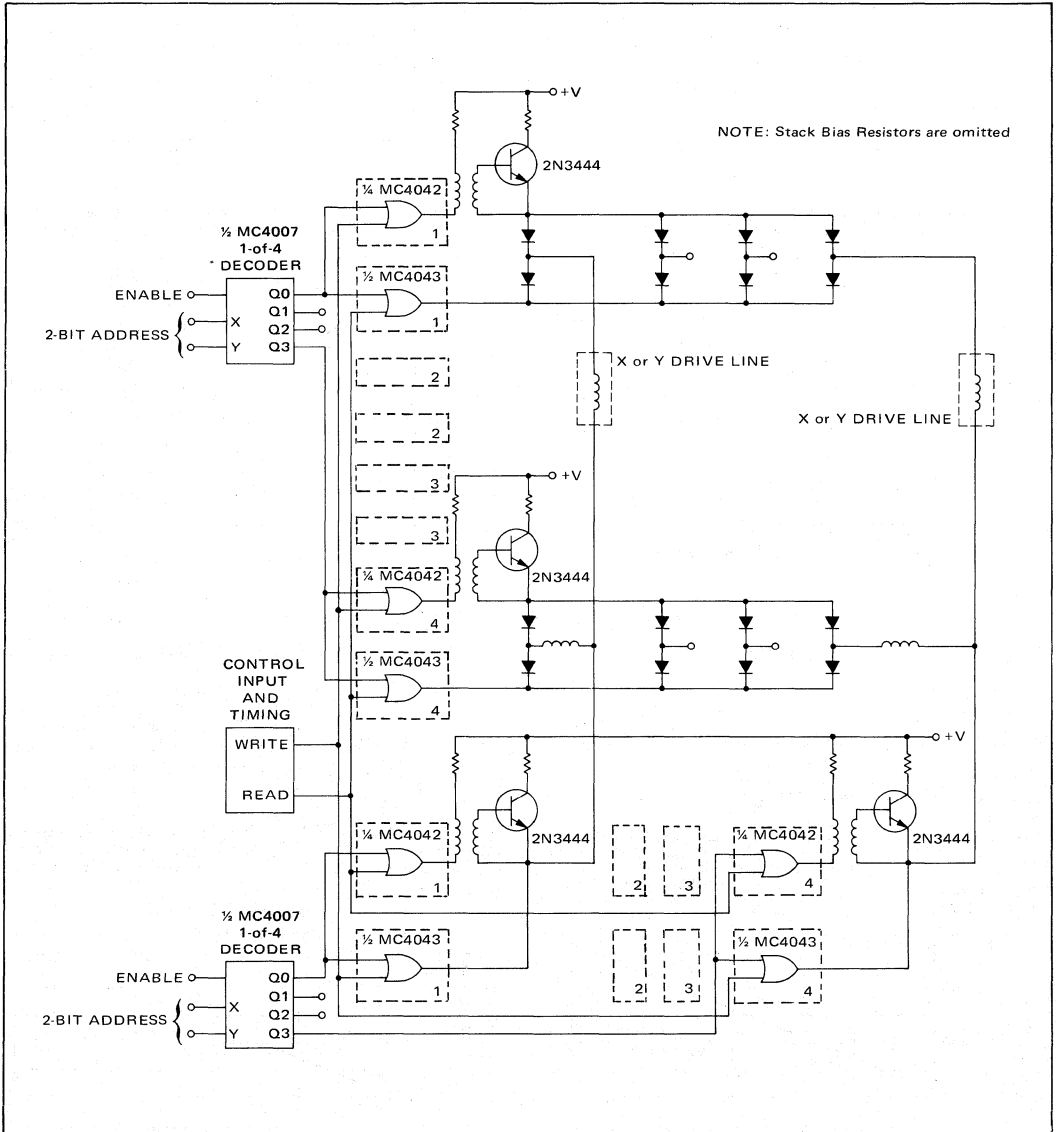 +V
NOTE: Stack Bias Resistors are omitted
2N3444
¼ MC4042
1
½ MC4007
1-of-4
DECODER
½ MC4043
1
ENABLE
Q0
Q1
Q2
Q3
X
Y
2-BIT ADDRESS
2
2
3
3
X or Y DRIVE LINE
X or Y DRIVE LINE
+V
2N3444
¼ MC4042
4
½ MC4043
4
CONTROL
INPUT
AND
TIMING
WRITE
READ
+V
2N3444
2N3444
¼ MC4042
1
2
3
¼ MC4042
4
½ MC4007
1-of-4
DECODER
½ MC4043
1
2
3
½ MC4043
4
ENABLE
Q0
Q1
Q2
Q3
X
Y
2-BIT ADDRESS